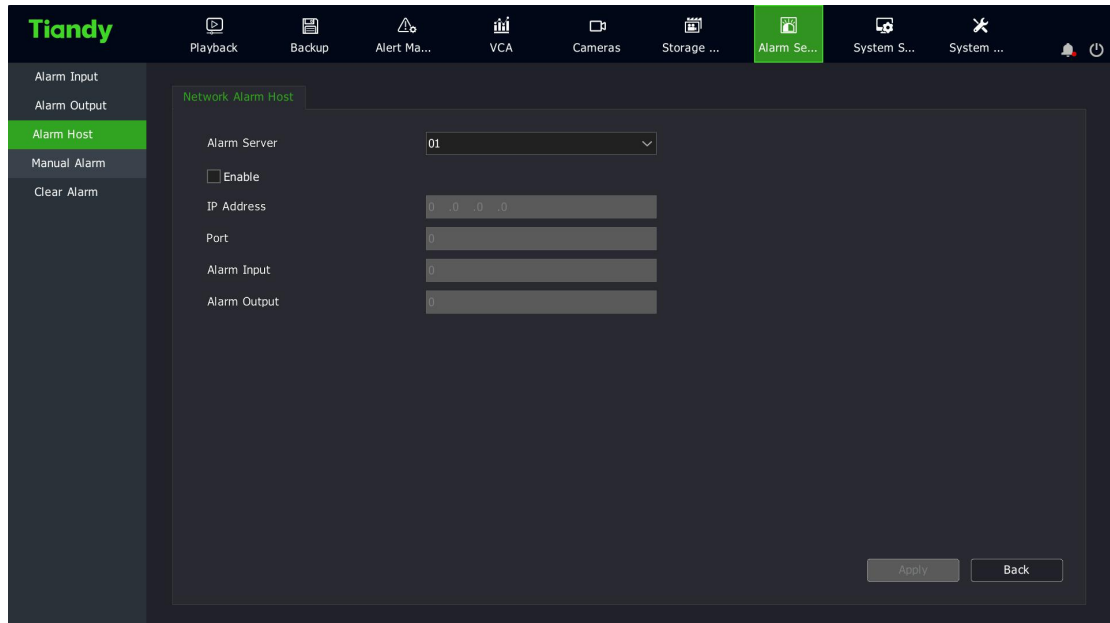 Tiandy
Playback Backup Alert Ma... VCA Cameras Storage ... Alarm Se... System S... System ...
Alarm Input
Alarm Output
Alarm Host
Manual Alarm
Clear Alarm
Network Alarm Host
Alarm Server 01
Enable
IP Address 0 .0 .0 .0
Port 0
Alarm Input 0
Alarm Output 0
Apply Back